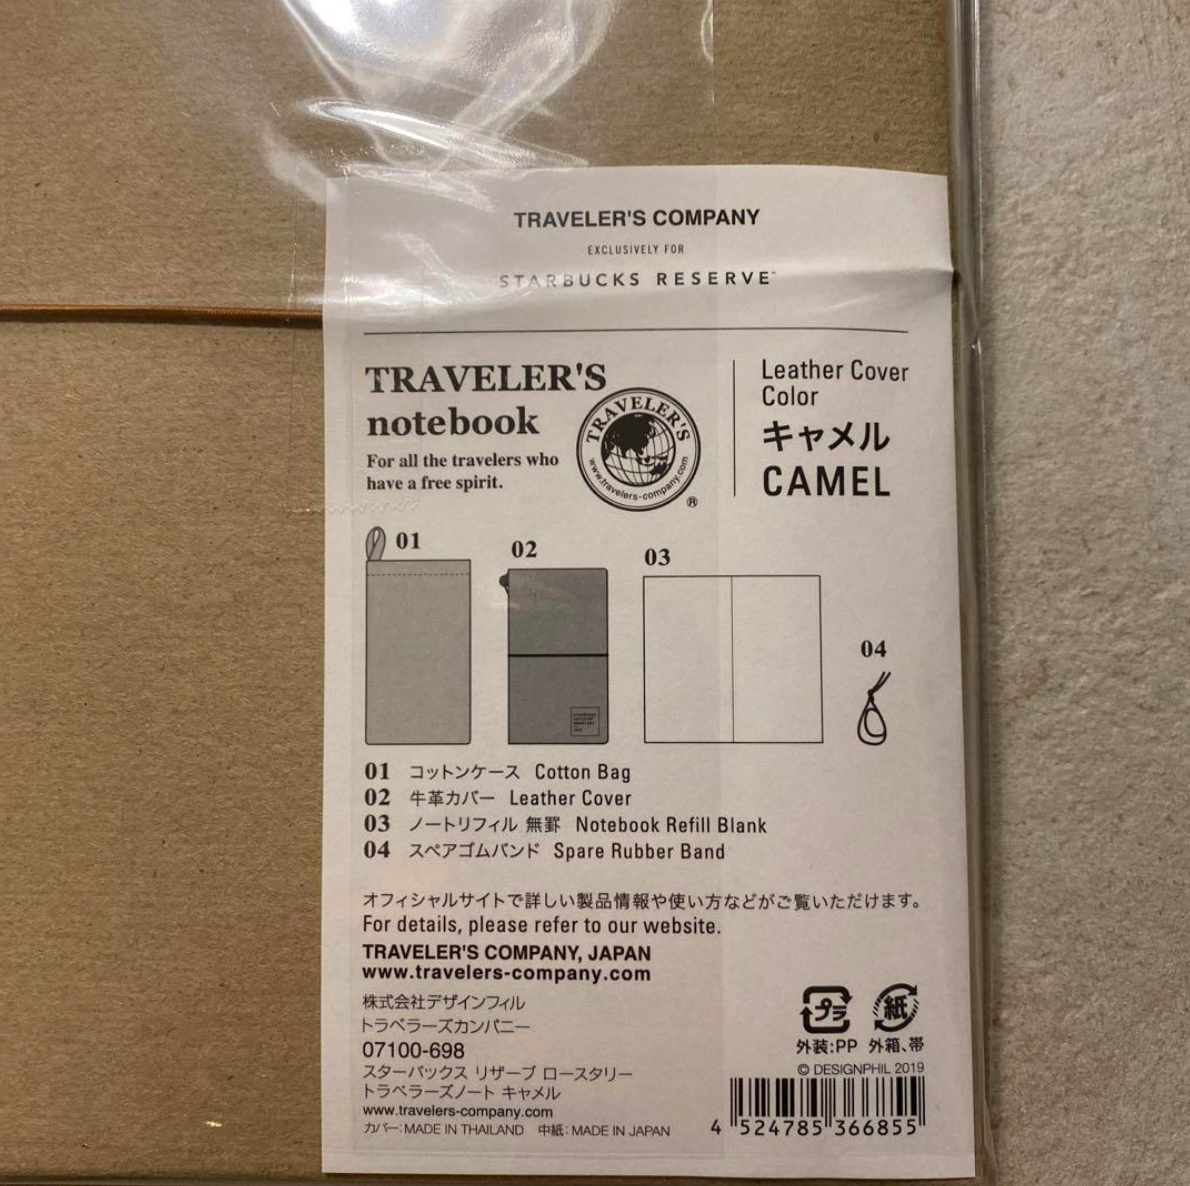 TRAVELER'S COMPANY
EXCLUSIVELY FOR
STARBUCKS RESERVE™
TRAVELER'S
notebook
For all the travelers who
have a free spirit.
TRAVELER'S
www.travelers-company.com
®
Leather Cover
Color
キャメル
CAMEL
01
02
03
04
01 コットンケース Cotton Bag
02 牛革カバー Leather Cover
03 ノートリフィル 無罫 Notebook Refill Blank
04 スペアゴムバンド Spare Rubber Band
オフィシャルサイトで詳しい製品情報や使い方などがご覧いただけます。
For details, please refer to our website.
TRAVELER'S COMPANY, JAPAN
www.travelers-company.com
株式会社デザインフィル
トラベラーズカンパニー
07100-698
スターバックス リザーブ ロースタリー
トラベラーズノート キャメル
www.travelers-company.com
カバー：MADE IN THAILAND 中紙：MADE IN JAPAN
プラ
紙
外装:PP 外箱、帯
© DESIGNPHIL 2019
4 524785 366855